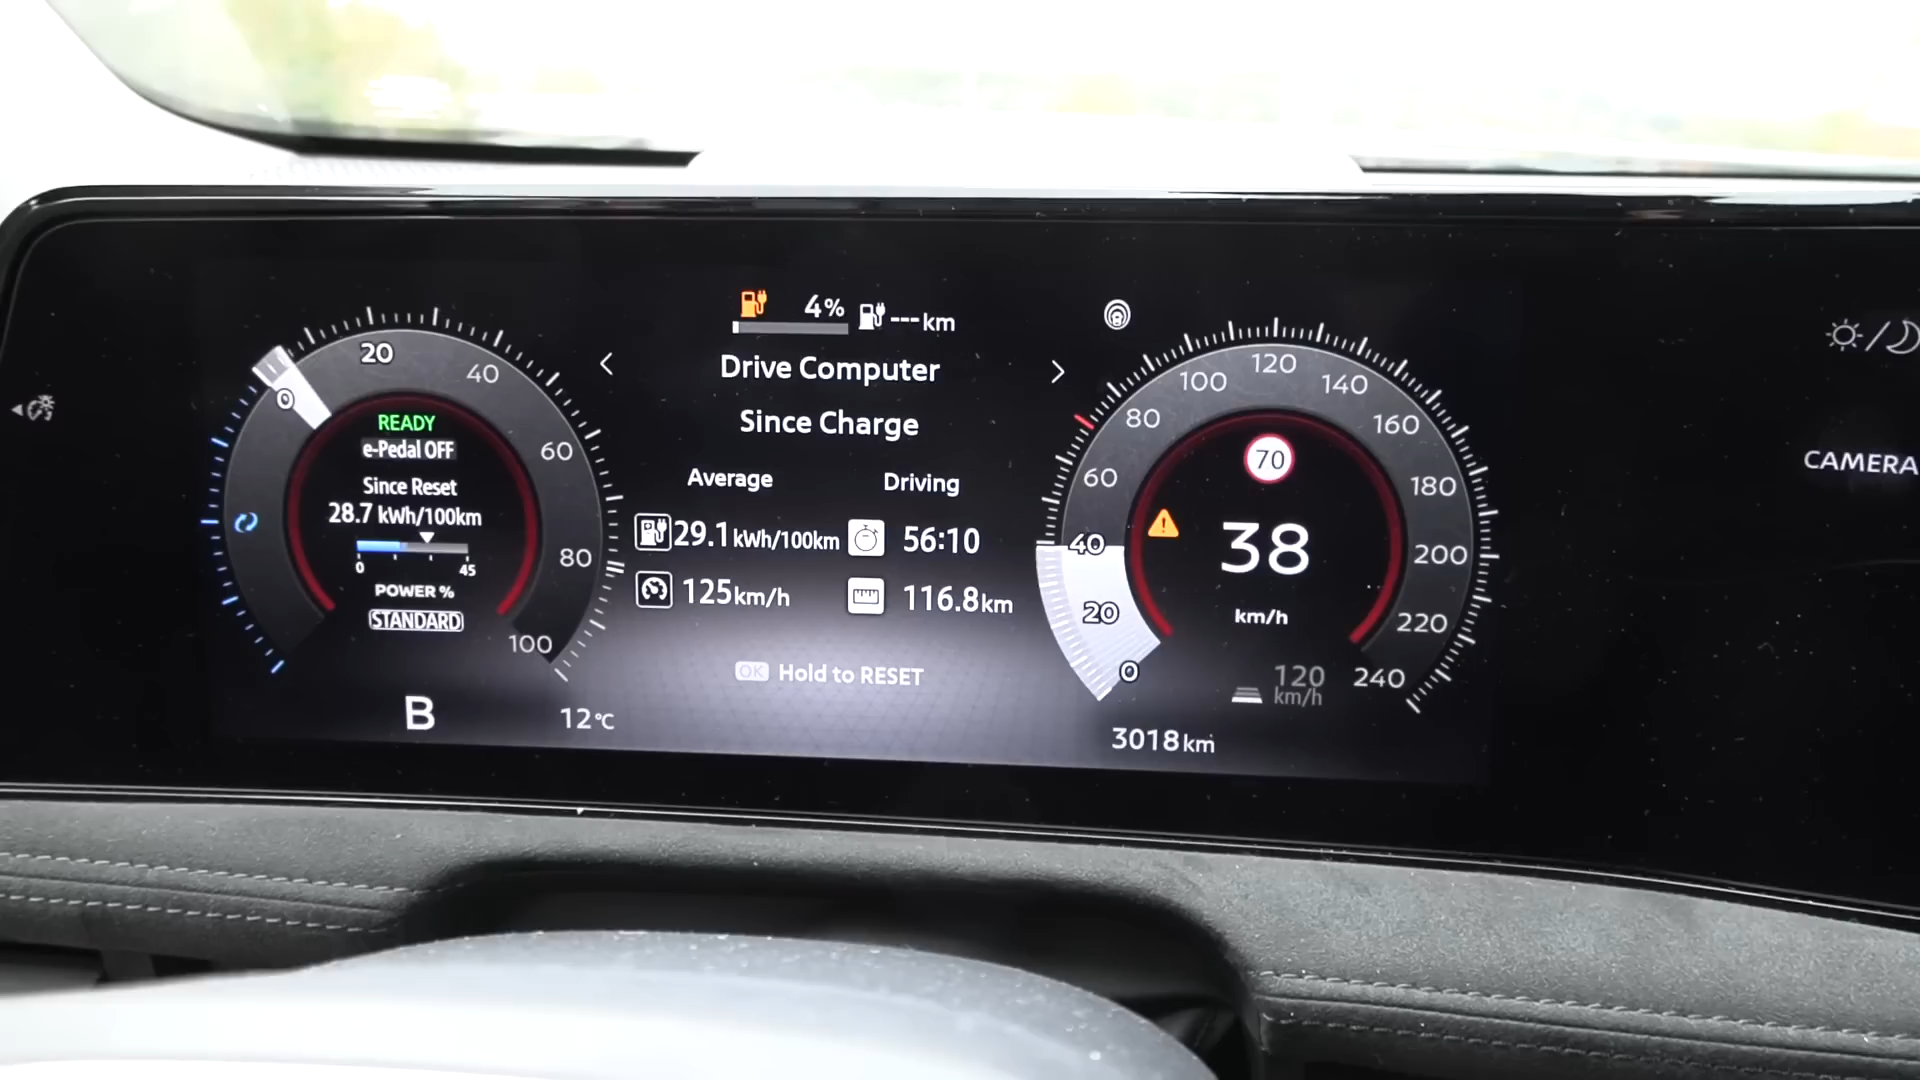 4% ---km
Drive Computer
Since Charge
Average Driving
29.1 kWh/100km 56:10
125 km/h 116.8 km
OK Hold to RESET
0 20 40 60 80 100
READY
e-Pedal OFF
Since Reset
28.7 kWh/100km
0 45
POWER %
STANDARD
B
12°C
0 20 40 60 80 100 120 140 160 180 200 220 240
70
38
km/h
120
km/h
3018 km
CAMERA